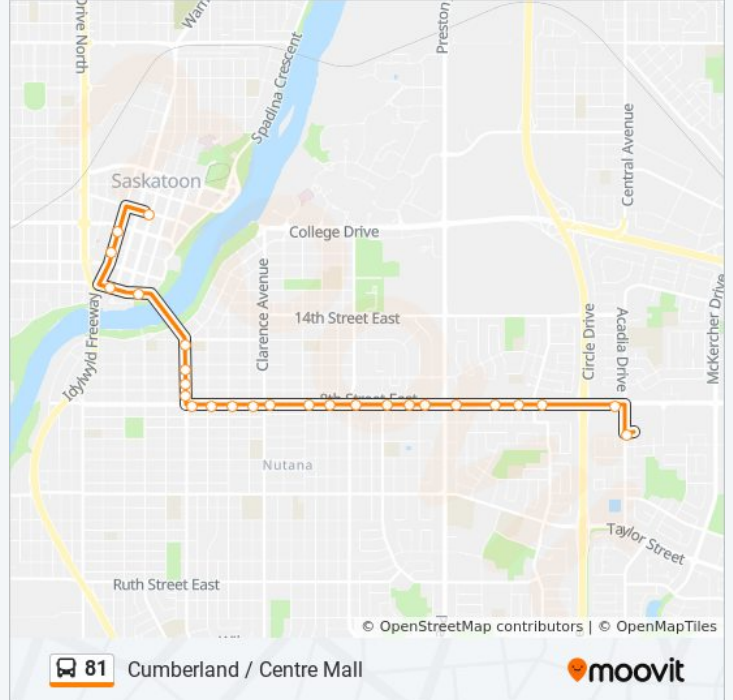 Drive North
Preston
Spadina Crescent
Central Avenue
Saskatoon
College Drive
Clarence Avenue
McKercher Drive
Idylwyld Freeway
14th Street East
Circle Drive
Acadia Drive
8th Street East
Nutana
Taylor Street
Ruth Street East
© OpenStreetMap contributors | © OpenMapTiles
81 Cumberland / Centre Mall
moovit